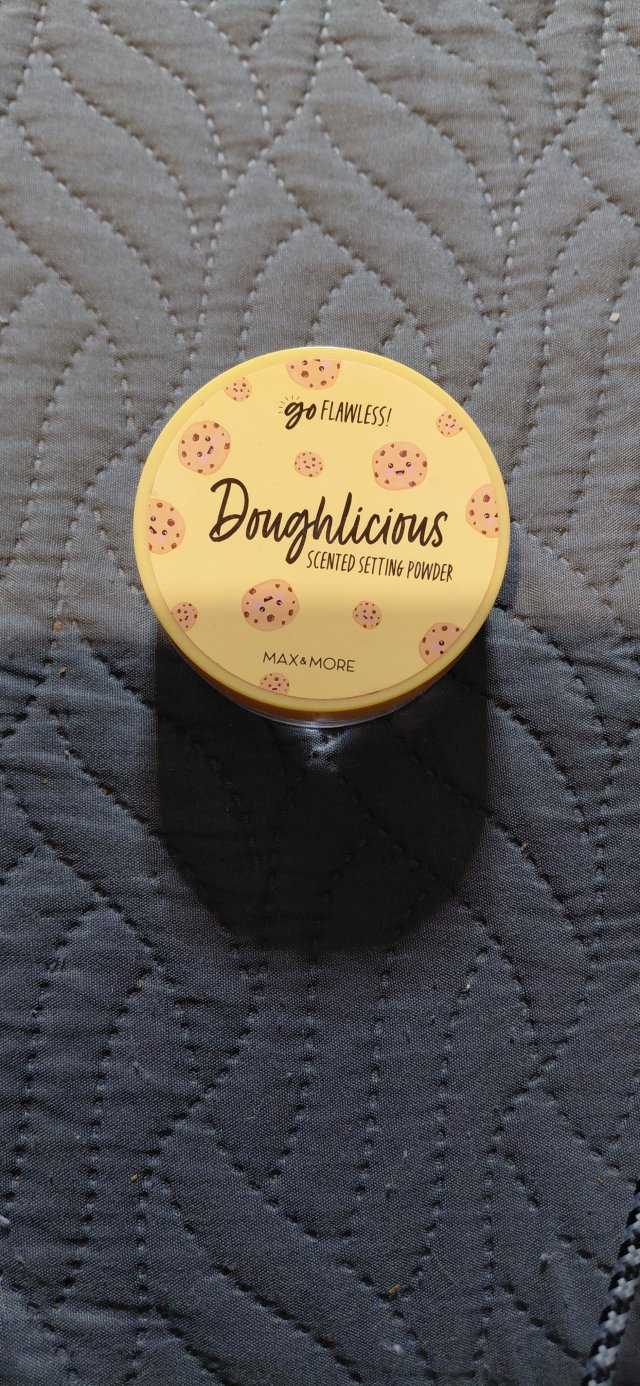 go FLAWLESS!
Doughlicious
SCENTED SETTING POWDER
MAX&MORE